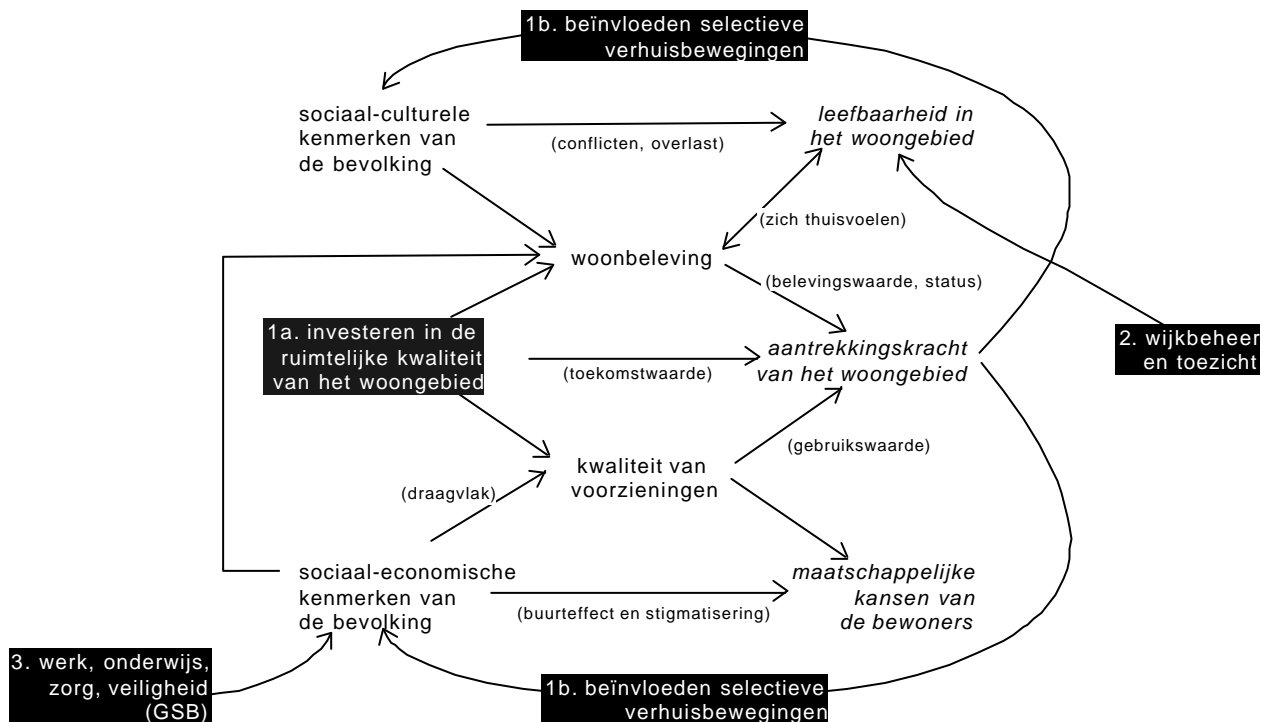 1b. beïnvloeden selectieve
verhuisbewegingen
sociaal-culturele
kenmerken van
de bevolking
(conflicten, overlast)
leefbaarheid in
het woongebied
(zich thuisvoelen)
woonbeleving
(belevingswaarde, status)
1a. investeren in de
ruimtelijke kwaliteit
van het woongebied
(toekomstwaarde)
aantrekkingskracht
van het woongebied
2. wijkbeheer
en toezicht
(gebruikswaarde)
kwaliteit van
voorzieningen
(draagvlak)
sociaal-economische
kenmerken van
de bevolking
(buurteffect en stigmatisering)
maatschappelijke
kansen van
de bewoners
3. werk, onderwijs,
zorg, veiligheid
(GSB)
1b. beïnvloeden selectieve
verhuisbewegingen